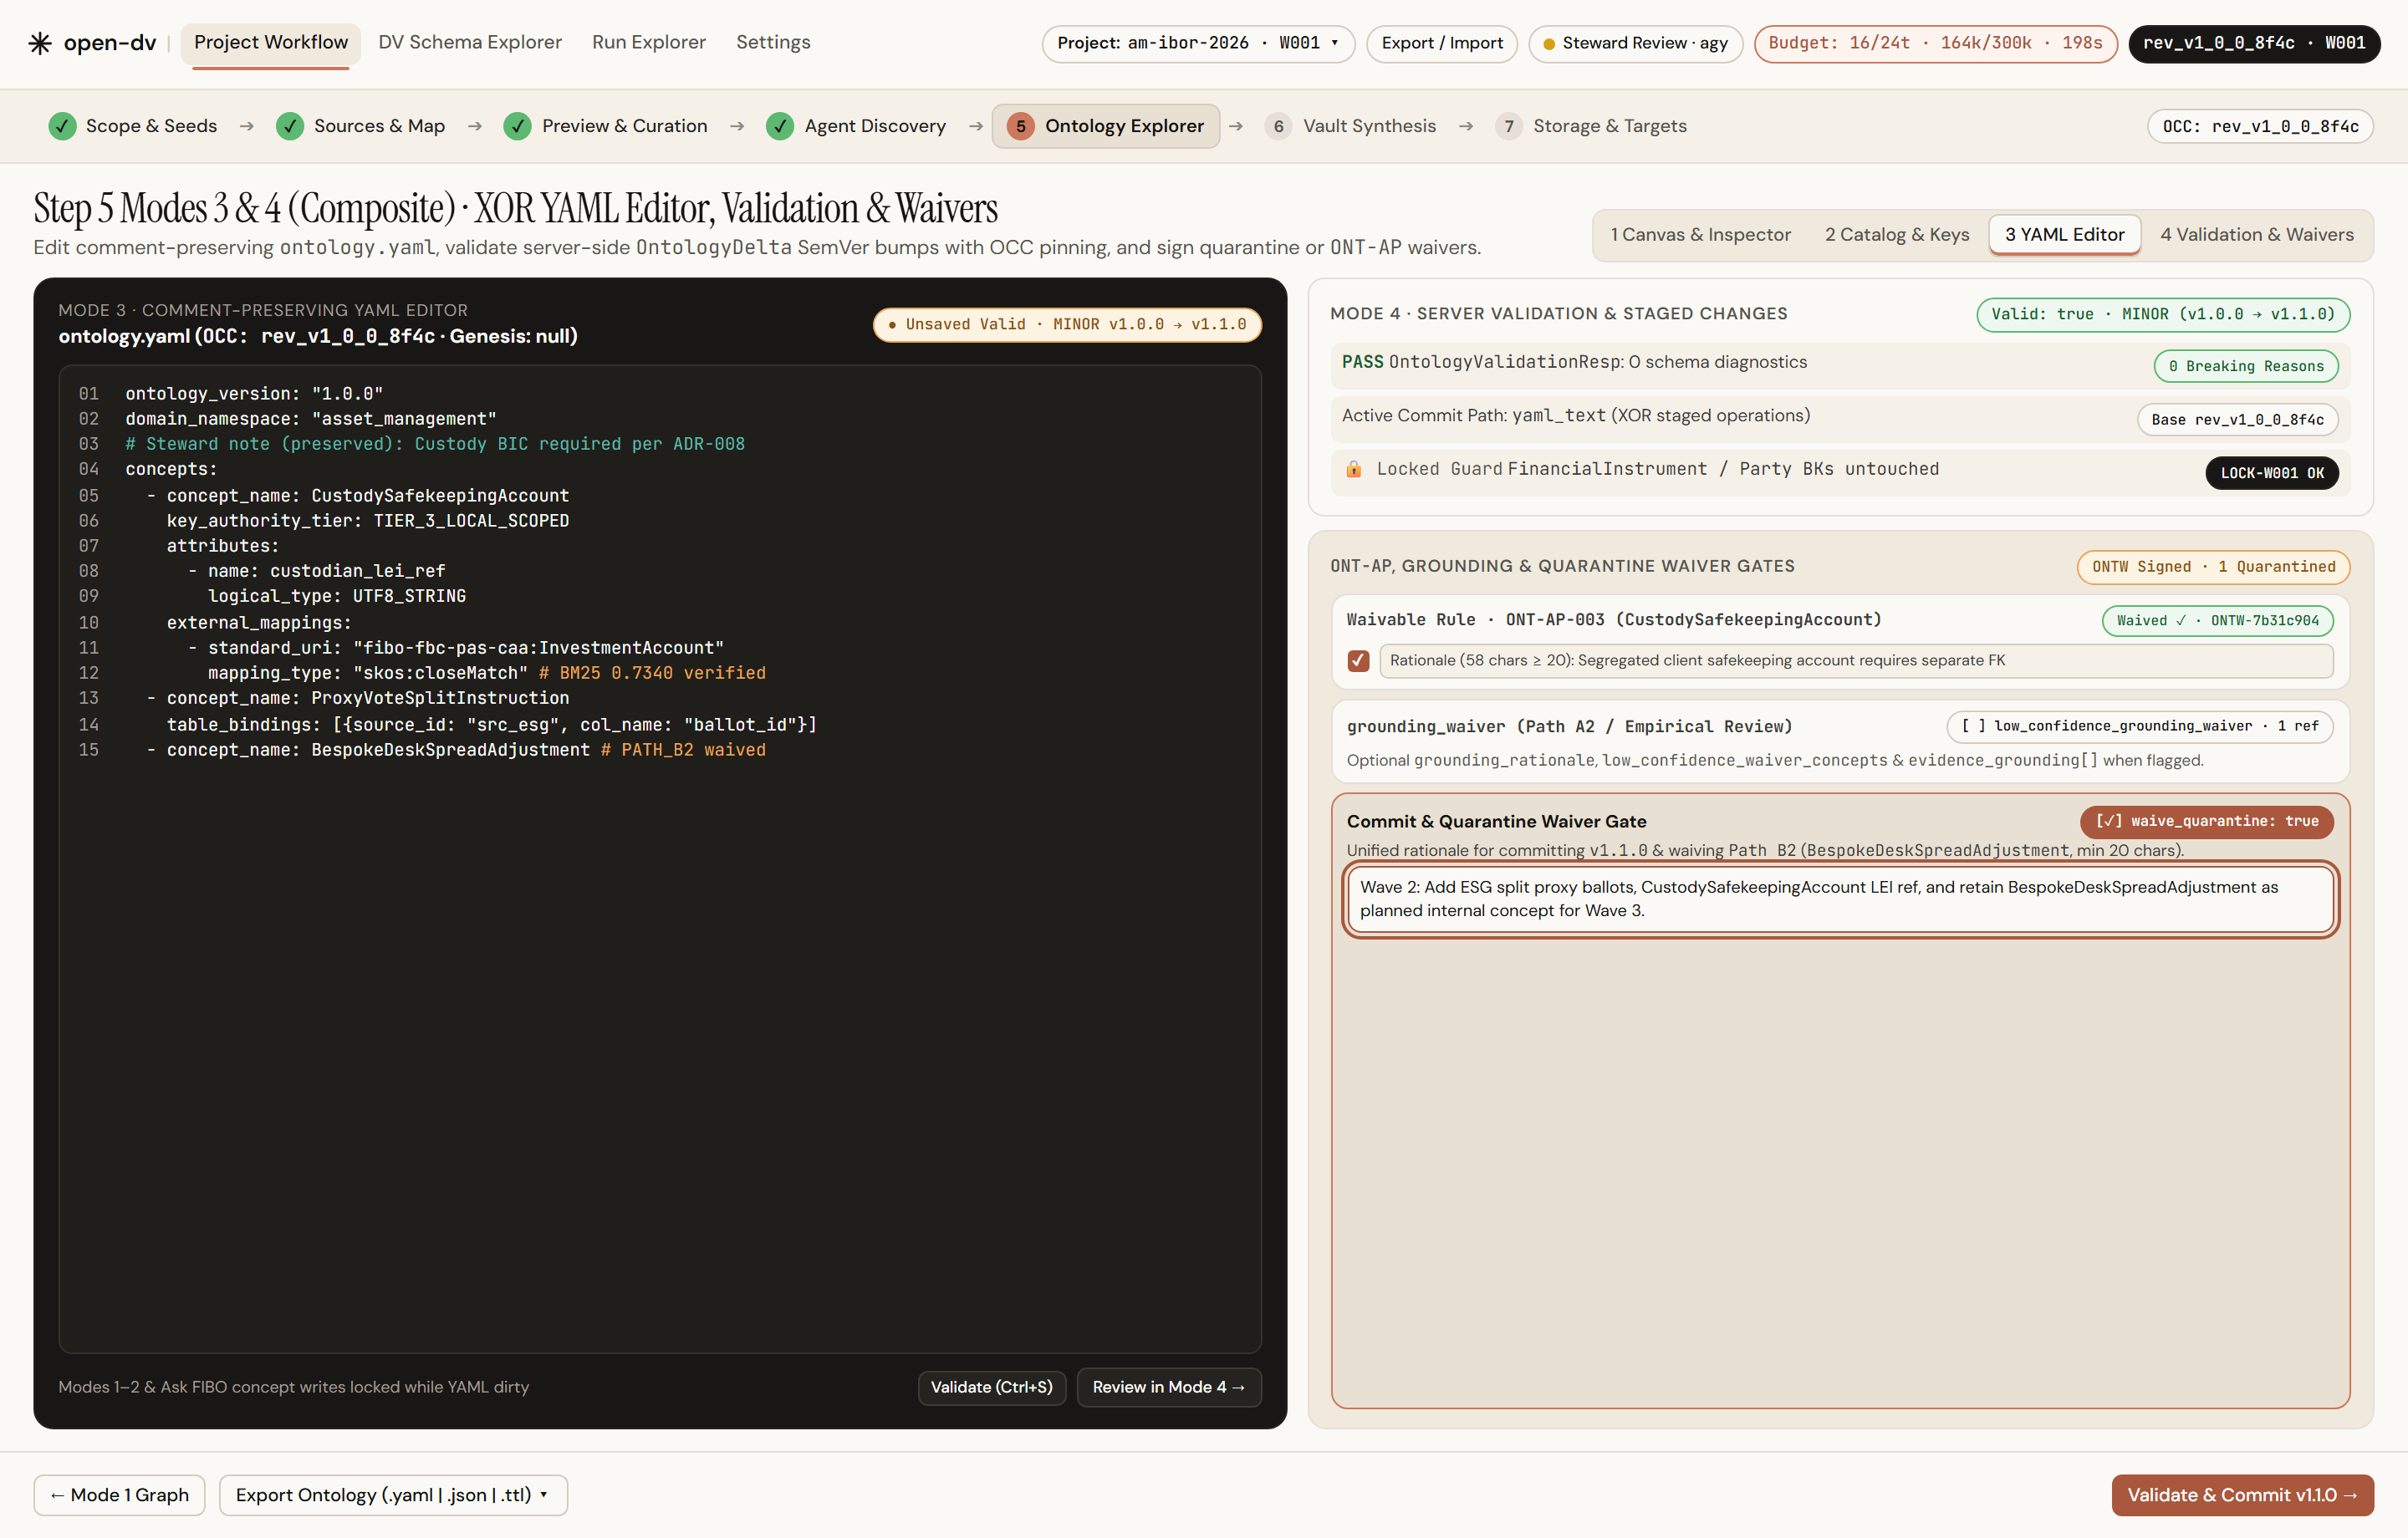 open-dv | Project Workflow DV Schema Explorer Run Explorer Settings Project: am-ibor-2026 · W001 ▾ Export / Import Steward Review · agy Budget: 16/24t · 164k/300k · 198s rev_v1_0_0_8f4c · W001
✓ Scope & Seeds → ✓ Sources & Map → ✓ Preview & Curation → ✓ Agent Discovery → 5 Ontology Explorer → 6 Vault Synthesis → 7 Storage & Targets OCC: rev_v1_0_0_8f4c
Step 5 Modes 3 & 4 (Composite) · XOR YAML Editor, Validation & Waivers
Edit comment-preserving ontology.yaml, validate server-side OntologyDelta SemVer bumps with OCC pinning, and sign quarantine or ONT-AP waivers.
1 Canvas & Inspector 2 Catalog & Keys 3 YAML Editor 4 Validation & Waivers
MODE 3 · COMMENT-PRESERVING YAML EDITOR
ontology.yaml (OCC: rev_v1_0_0_8f4c · Genesis: null)
● Unsaved Valid · MINOR v1.0.0 → v1.1.0
01 ontology_version: "1.0.0"
02 domain_namespace: "asset_management"
03 # Steward note (preserved): Custody BIC required per ADR-008
04 concepts:
05 - concept_name: CustodySafekeepingAccount
06 key_authority_tier: TIER_3_LOCAL_SCOPED
07 attributes:
08 - name: custodian_lei_ref
09 logical_type: UTF8_STRING
10 external_mappings:
11 - standard_uri: "fibo-fbc-pas-caa:InvestmentAccount"
12 mapping_type: "skos:closeMatch" # BM25 0.7340 verified
13 - concept_name: ProxyVoteSplitInstruction
14 table_bindings: [{source_id: "src_esg", col_name: "ballot_id"}]
15 - concept_name: BespokeDeskSpreadAdjustment # PATH_B2 waived
Modes 1–2 & Ask FIBO concept writes locked while YAML dirty
Validate (Ctrl+S) Review in Mode 4 →
MODE 4 · SERVER VALIDATION & STAGED CHANGES
Valid: true · MINOR (v1.0.0 → v1.1.0)
PASS OntologyValidationResp: 0 schema diagnostics
0 Breaking Reasons
Active Commit Path: yaml_text (XOR staged operations)
Base rev_v1_0_0_8f4c
🔒 Locked Guard FinancialInstrument / Party BKs untouched
LOCK-W001 OK
ONT-AP, GROUNDING & QUARANTINE WAIVER GATES
ONTW Signed · 1 Quarantined
Waivable Rule · ONT-AP-003 (CustodySafekeepingAccount)
Waived ✓ · ONTW-7b31c904
✓ Rationale (58 chars ≥ 20): Segregated client safekeeping account requires separate FK
grounding_waiver (Path A2 / Empirical Review)
[ ] low_confidence_grounding_waiver · 1 ref
Optional grounding_rationale, low_confidence_waiver_concepts & evidence_grounding[] when flagged.
Commit & Quarantine Waiver Gate
[✓] waive_quarantine: true
Unified rationale for committing v1.1.0 & waiving Path B2 (BespokeDeskSpreadAdjustment, min 20 chars).
Wave 2: Add ESG split proxy ballots, CustodySafekeepingAccount LEI ref, and retain BespokeDeskSpreadAdjustment as
planned internal concept for Wave 3.
← Mode 1 Graph Export Ontology (.yaml | .json | .ttl) ▾ Validate & Commit v1.1.0 →